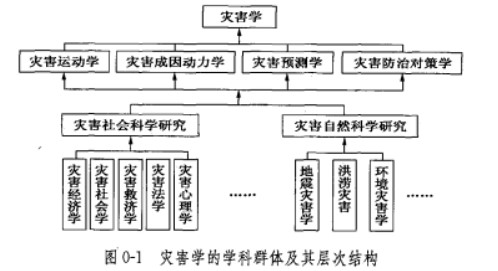 灾害学
灾害运动学
灾害成因动力学
灾害预测学
灾害防治对策学
灾害社会科学研究
灾害自然科学研究
灾害经济学
灾害社会学
灾害救济学
灾害法学
灾害心理学
……
地震灾害学
洪涝灾害
环境灾害学
……
图 0-1 灾害学的学科群体及其层次结构